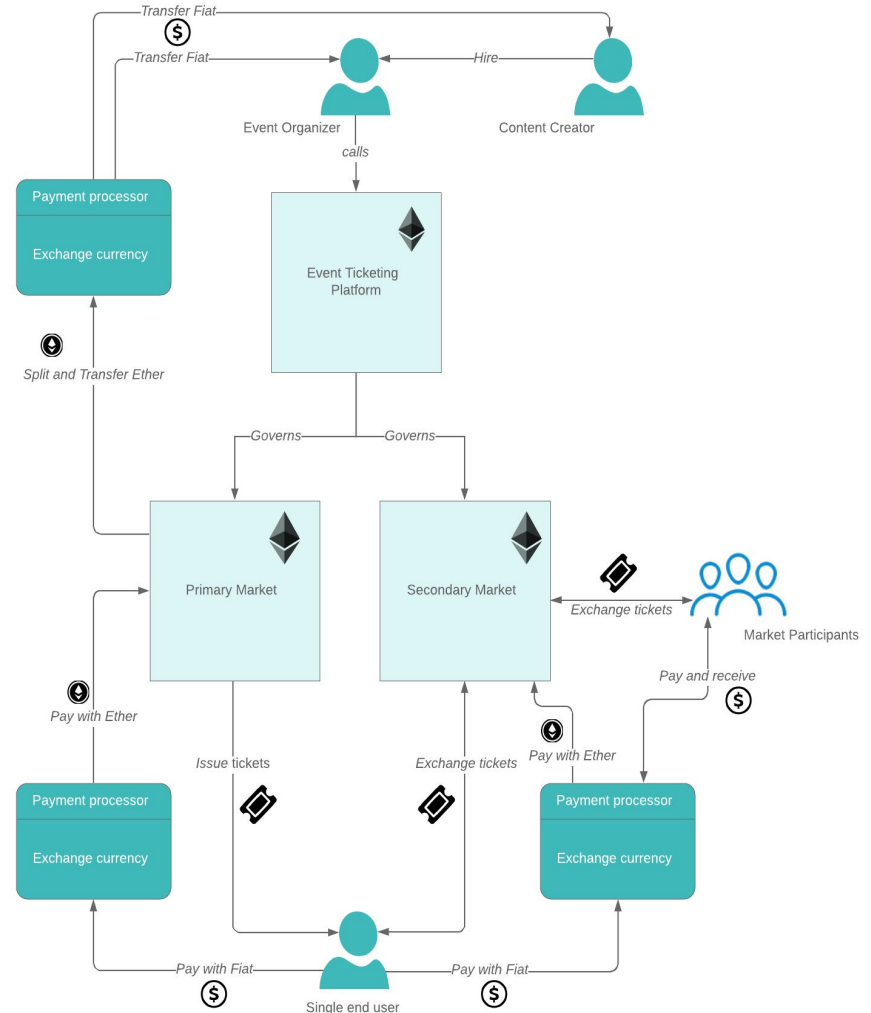 Transfer Fiat
$
Transfer Fiat
Hire
Event Organizer
Content Creator
calls
Payment processor
Exchange currency
Event Ticketing
Platform
Split and Transfer Ether
Governs
Governs
Primary Market
Secondary Market
Exchange tickets
Market Participants
Pay and receive
$
Pay with Ether
Issue tickets
Exchange tickets
Pay with Ether
Payment processor
Exchange currency
Payment processor
Exchange currency
Pay with Fiat
$
Pay with Fiat
$
Single end user